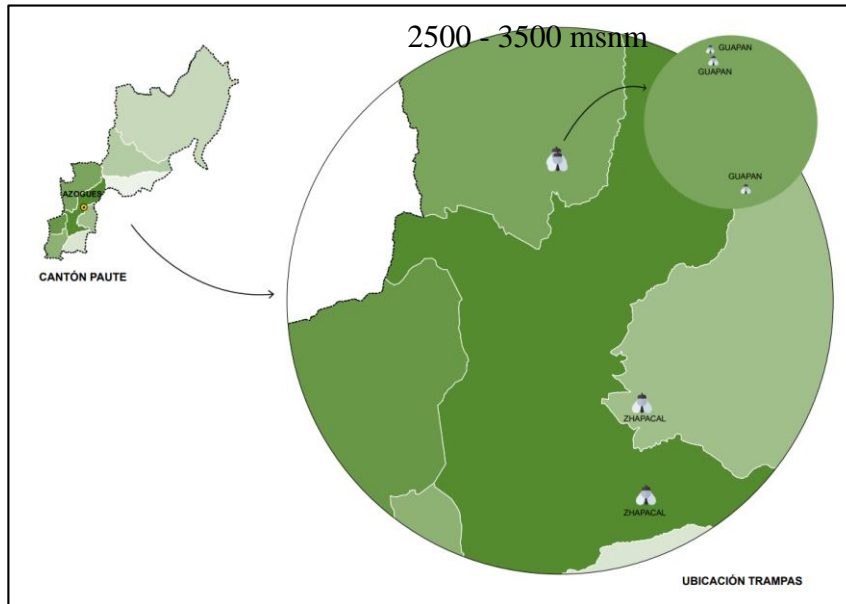 2500 - 3500 msnm
GUAPAN
GUAPAN
GUAPAN
AZOGUES
CANTÓN PAUTE
ZHAPACAL
ZHAPACAL
UBICACIÓN TRAMPAS